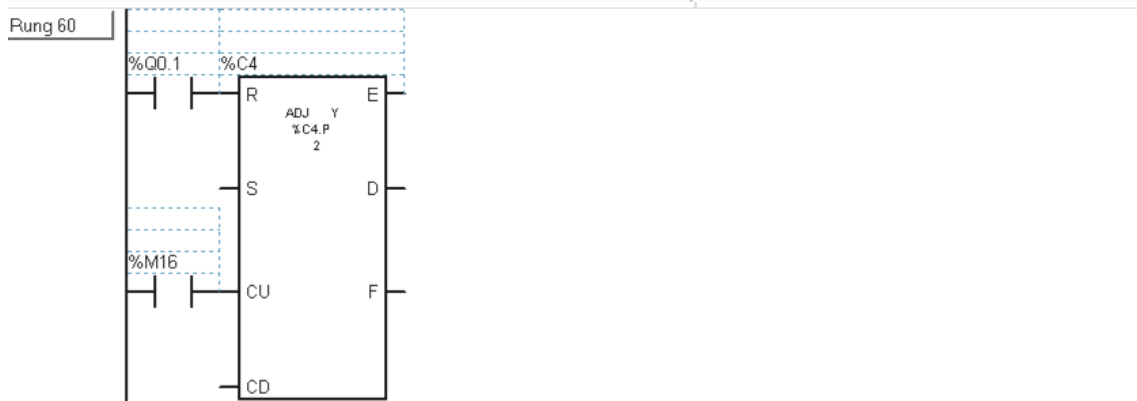 Rung 60
%Q0.1 %C4
R E
ADJ Y
%C4.P
2
S D
%M16
CU F
CD